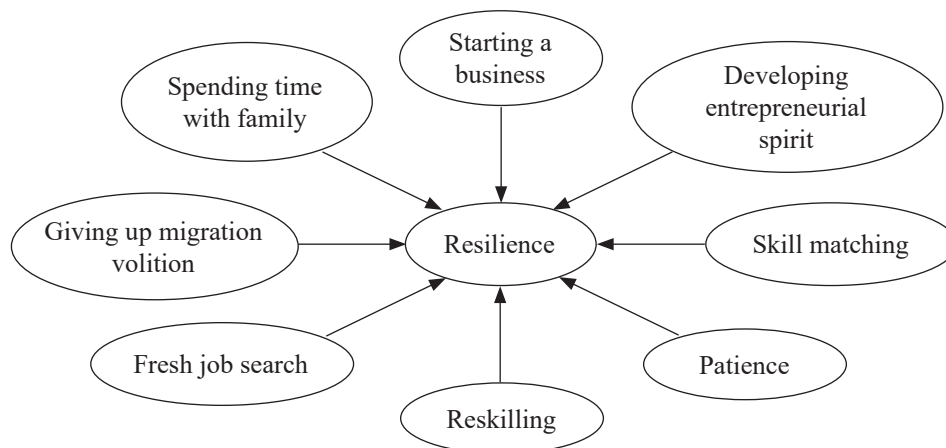 Starting a
business
Spending time
with family
Developing
entrepreneurial
spirit
Giving up migration
volition
Resilience
Skill matching
Fresh job search
Patience
Reskilling